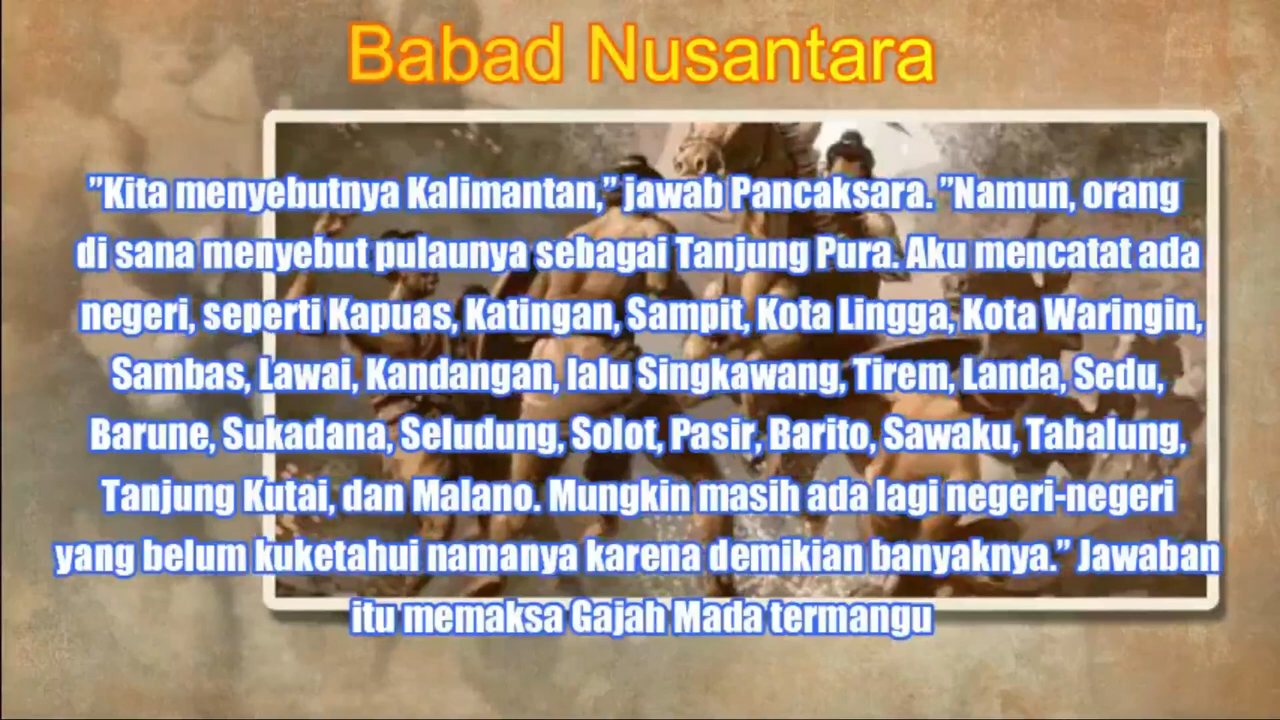 Babad Nusantara
”Kita menyebutnya Kalimantan,” jawab Pancaksara. ”Namun, orang
di sana menyebut pulaunya sebagai Tanjung Pura. Aku mencatat ada
negeri, seperti Kapuas, Katingan, Sampit, Kota Lingga, Kota Waringin,
Sambas, Lawai, Kandangan, lalu Singkawang, Tirem, Landa, Sedu,
Barune, Sukadana, Seludung, Solot, Pasir, Barito, Sawaku, Tabalung,
Tanjung Kutai, dan Malano. Mungkin masih ada lagi negeri-negeri
yang belum kuketahui namanya karena demikian banyaknya.” Jawaban
itu memaksa Gajah Mada termangu